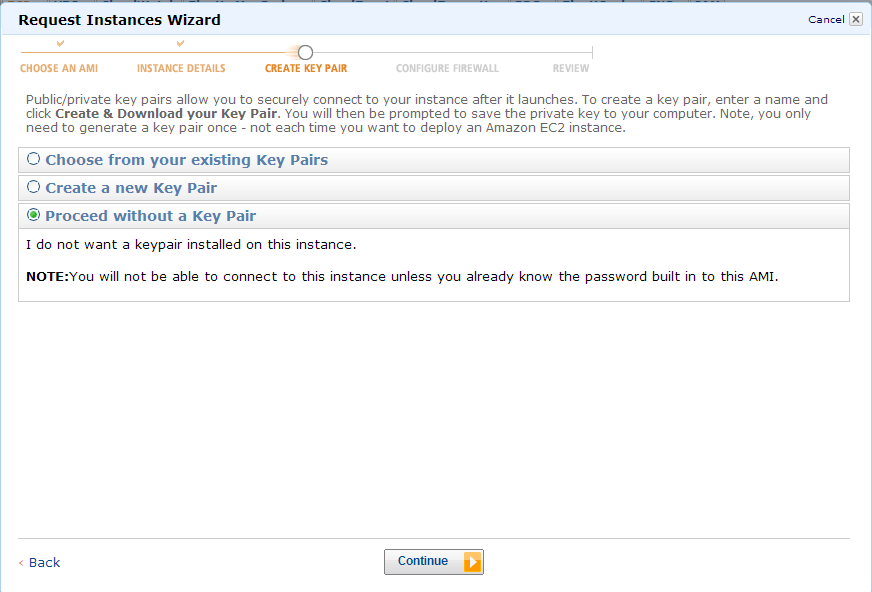 Request Instances Wizard
Cancel
CHOOSE AN AMI INSTANCE DETAILS CREATE KEY PAIR CONFIGURE FIREWALL REVIEW
Public/private key pairs allow you to securely connect to your instance after it launches. To create a key pair, enter a name and
click Create & Download your Key Pair. You will then be prompted to save the private key to your computer. Note, you only
need to generate a key pair once - not each time you want to deploy an Amazon EC2 instance.
Choose from your existing Key Pairs
Create a new Key Pair
Proceed without a Key Pair
I do not want a keypair installed on this instance.
NOTE:You will not be able to connect to this instance unless you already know the password built in to this AMI.
< Back
Continue